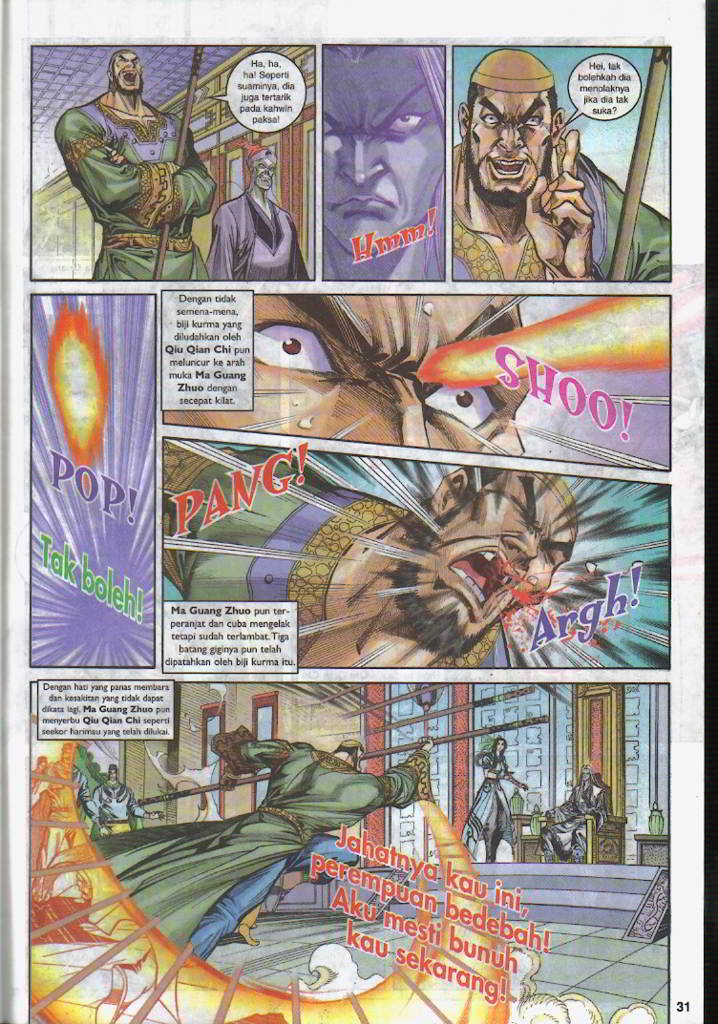 Ha, ha,
ha! Seperti
suaminya, dia
juga tertarik
pada kahwin
paksa!
Hmm!
Hei, tak
bolehkah dia
menolaknya
jika dia tak
suka?
POP!
Tak boleh!
Dengan tidak
semena-mena,
biji kurma yang
diludahkan oleh
Qiu Qian Chi pun
meluncur ke arah
muka Ma Guang
Zhuo dengan
secepat kilat.
SHOO!
PANG!
Argh!
Ma Guang Zhuo pun ter-
peranjat dan cuba mengelak
tetapi sudah terlambat. Tiga
batang giginya pun telah
dipatahkan oleh biji kurma itu.
Dengan hati yang panas membara
dan kesakitan yang tidak dapat
dikata lagi, Ma Guang Zhuo pun
menyerbu Qiu Qian Chi seperti
seekor harimau yang telah dilukai.
Jahatnya kau ini,
perempuan bedebah!
Aku mesti bunuh
kau sekarang!
31